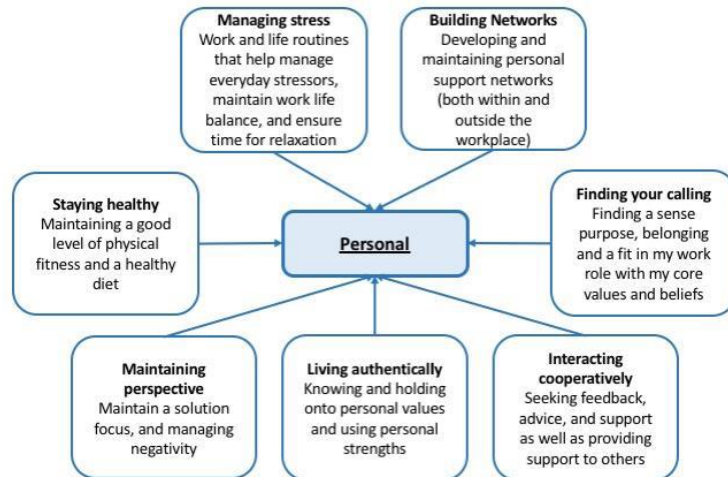 Managing stress
Work and life routines
that help manage
everyday stressors,
maintain work life
balance, and ensure
time for relaxation
Building Networks
Developing and
maintaining personal
support networks
(both within and
outside the
workplace)
Staying healthy
Maintaining a good
level of physical
fitness and a healthy
diet
Personal
Finding your calling
Finding a sense
purpose, belonging
and a fit in my work
role with my core
values and beliefs
Maintaining
perspective
Maintain a solution
focus, and managing
negativity
Living authentically
Knowing and holding
onto personal values
and using personal
strengths
Interacting
cooperatively
Seeking feedback,
advice, and support
as well as providing
support to others